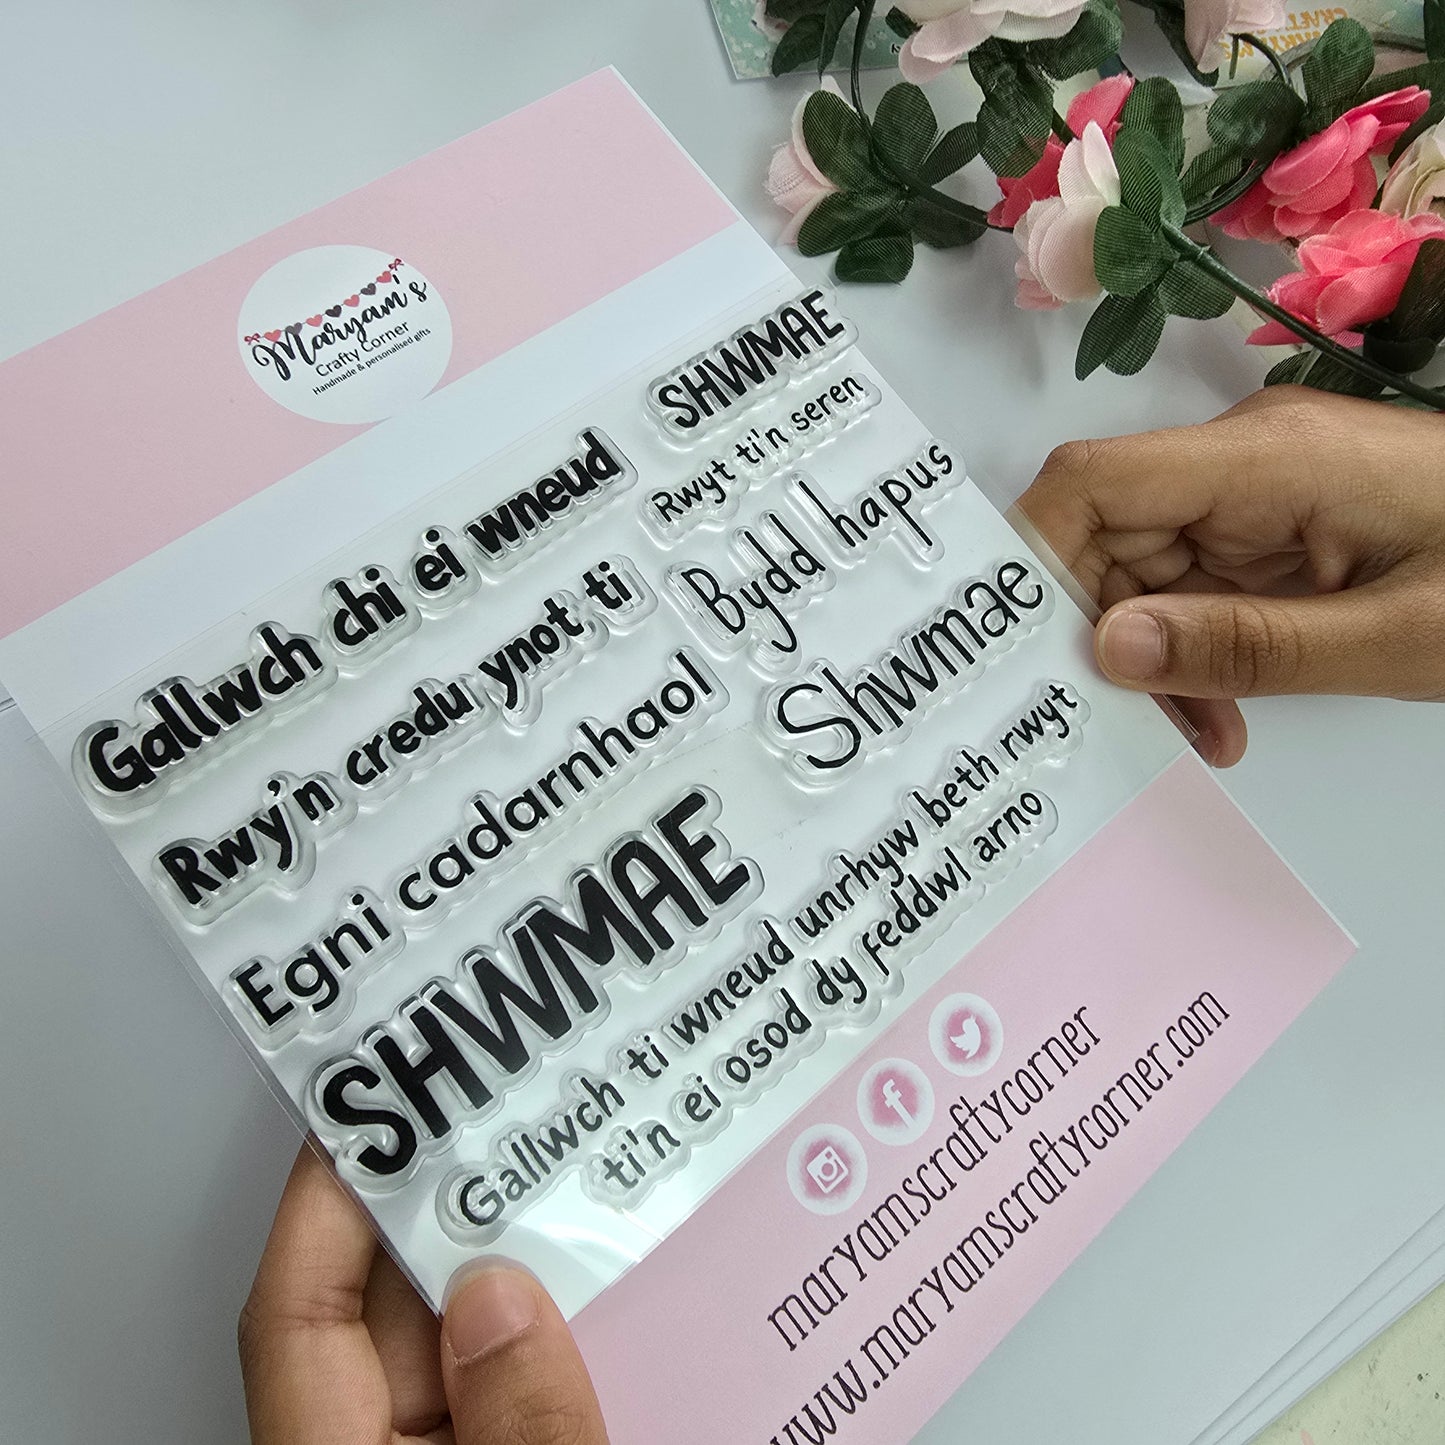 Maryam's
Crafty Corner
Handmade & personalised gifts
Gallwch chi ei wneud
Rwy'n credu ynot ti
Egni cadarnhaol
SHWMAE
SHWMAE
Rwyt ti'n seren
Bydd hapus
Shwmae
Gallwch ti wneud unrhyw beth rwyt
ti'n ei osod dy feddwl arno
maryamscraftycorner
www.maryamscraftycorner.com